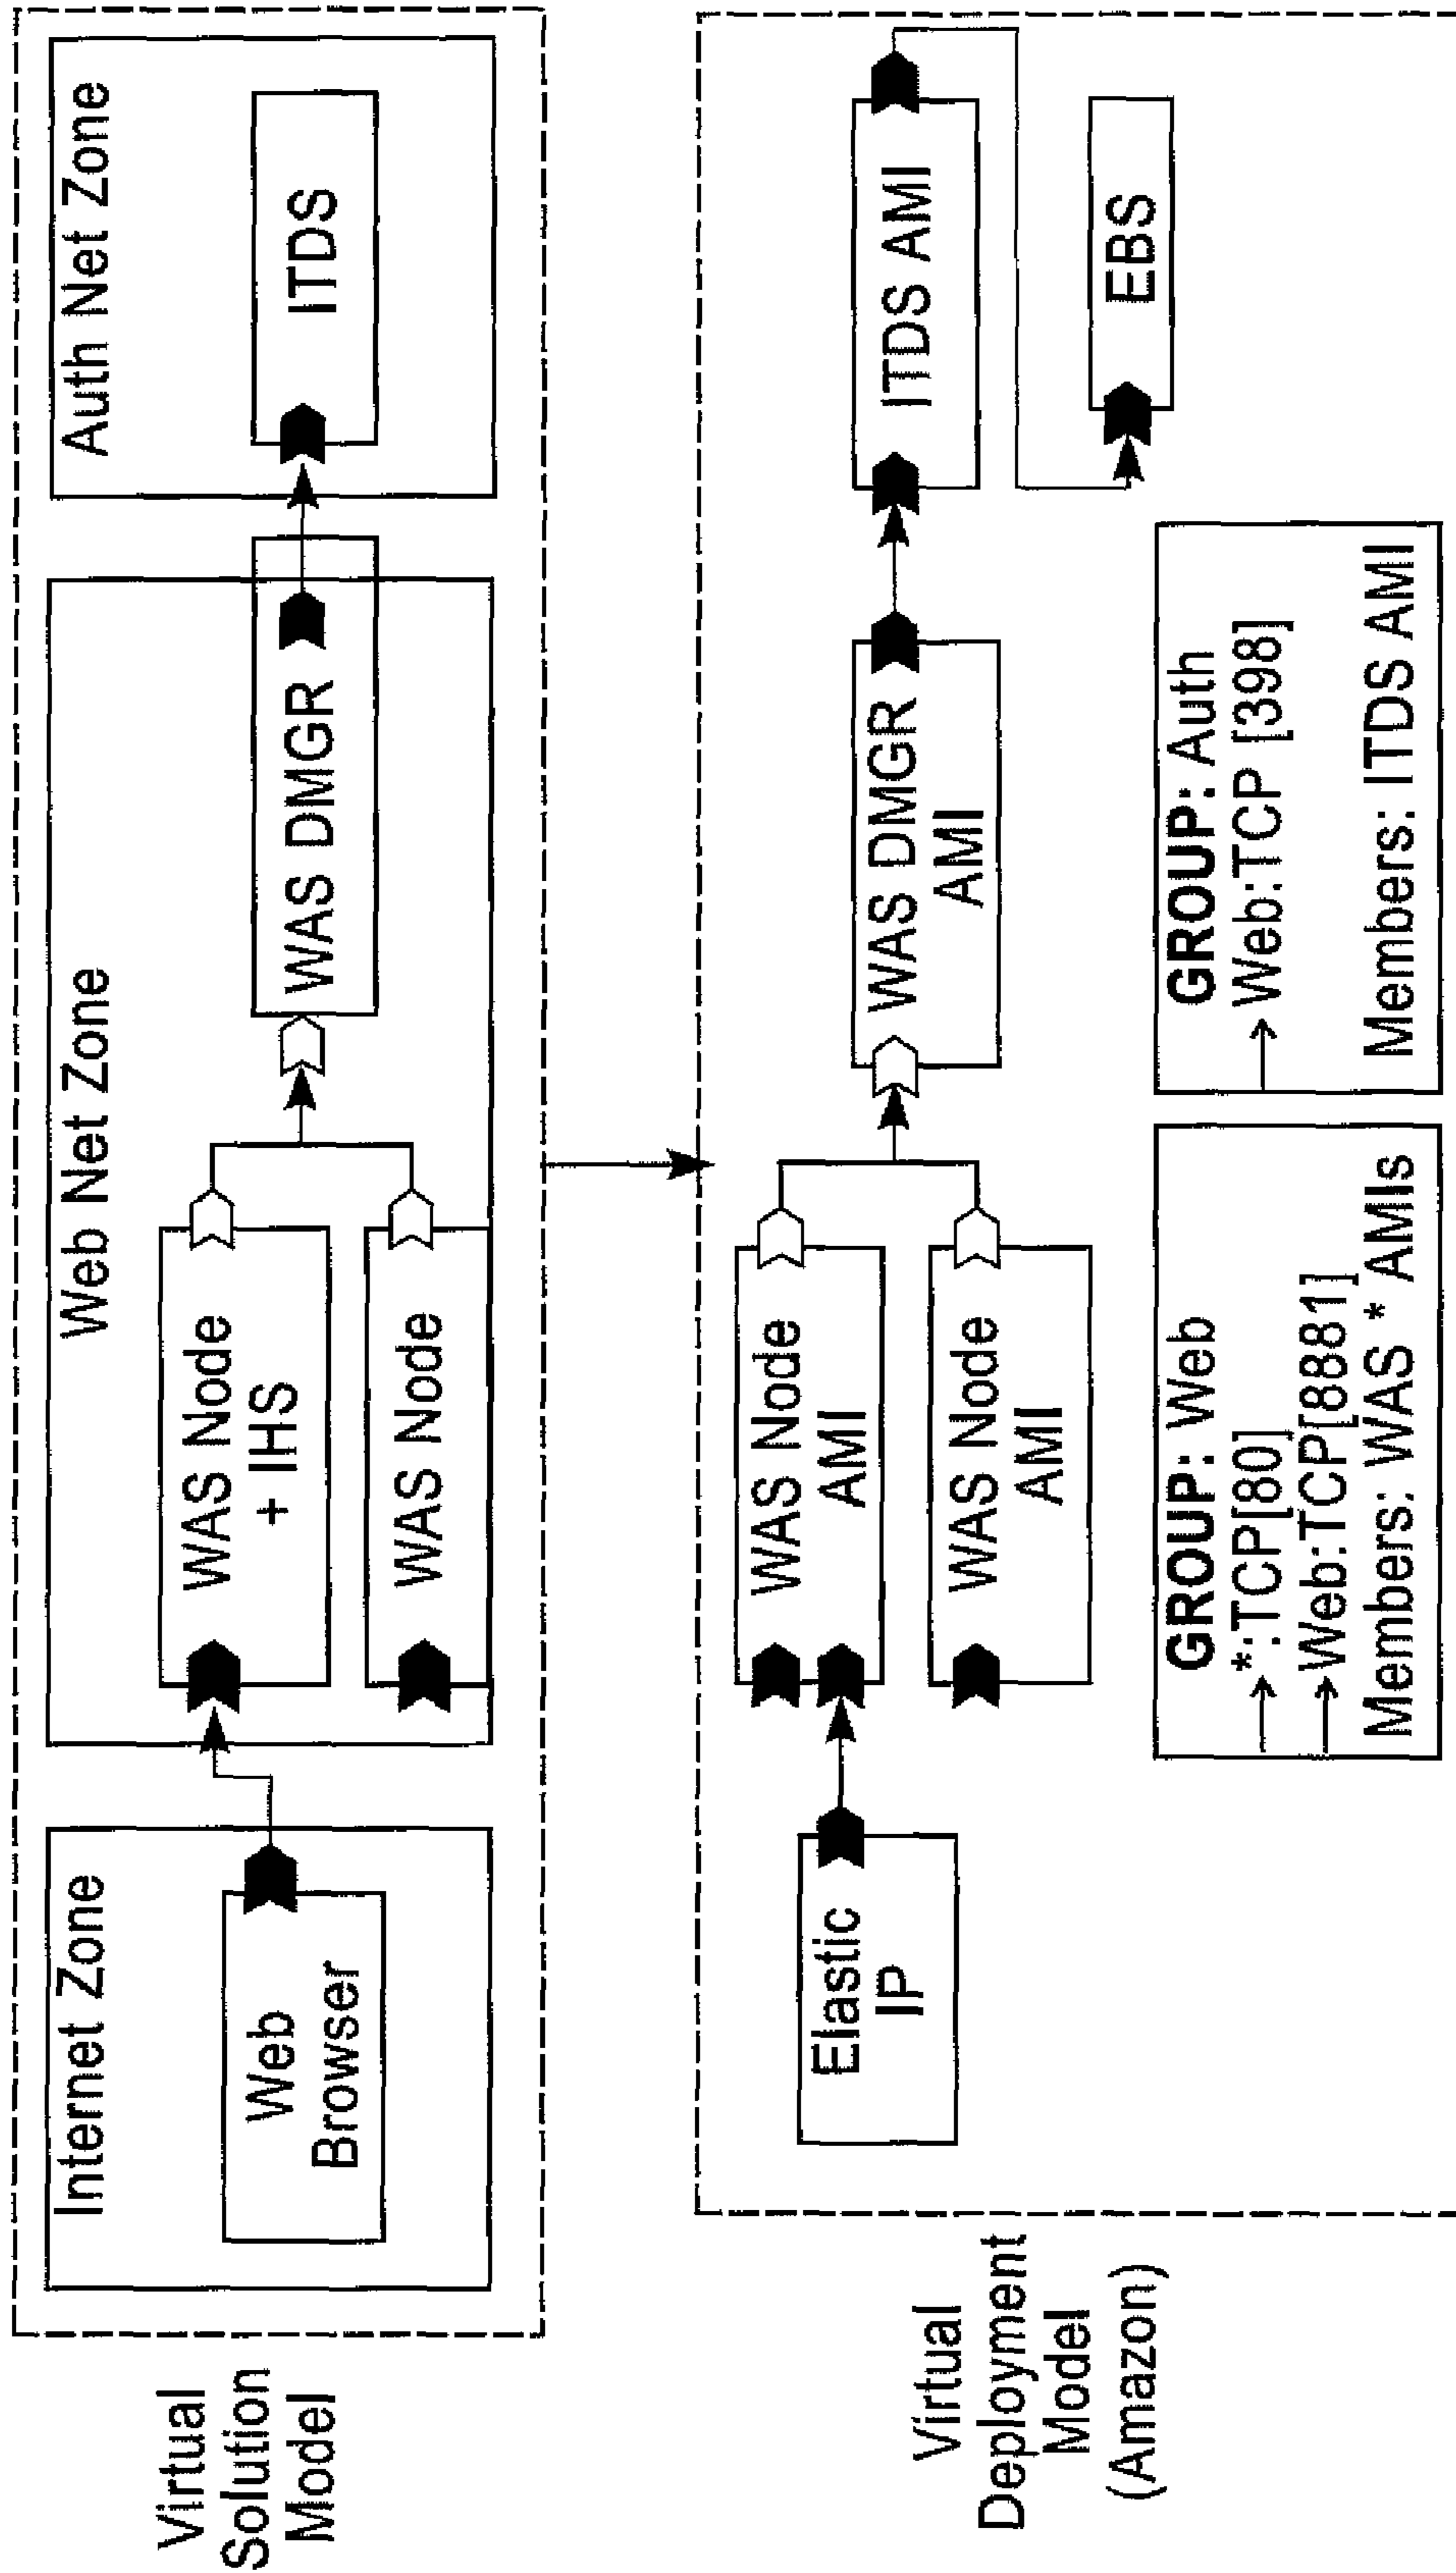 Virtual
Solution
Model
Internet Zone
Web
Browser
Web Net Zone
WAS Node
+ IHS
WAS Node
WAS DMGR
Auth Net Zone
ITDS
Virtual
Deployment
Model
(Amazon)
Elastic
IP
WAS Node
AMI
WAS Node
AMI
WAS DMGR
AMI
ITDS AMI
EBS
GROUP: Web
*:TCP[80]
Web:TCP[8881]
Members: WAS * AMIs
GROUP: Auth
Web:TCP [398]
Members: ITDS AMI